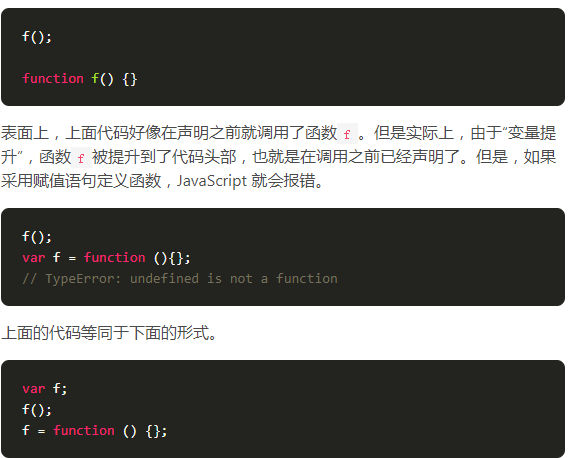 f();
function f() {}
表面上，上面代码好像在声明之前就调用了函数 f 。但是实际上，由于“变量提
升”，函数 f 被提升到了代码头部，也就是在调用之前已经声明了。但是，如果
采用赋值语句定义函数，JavaScript 就会报错。
f();
var f = function (){};
// TypeError: undefined is not a function
上面的代码等同于下面的形式。
var f;
f();
f = function () {};